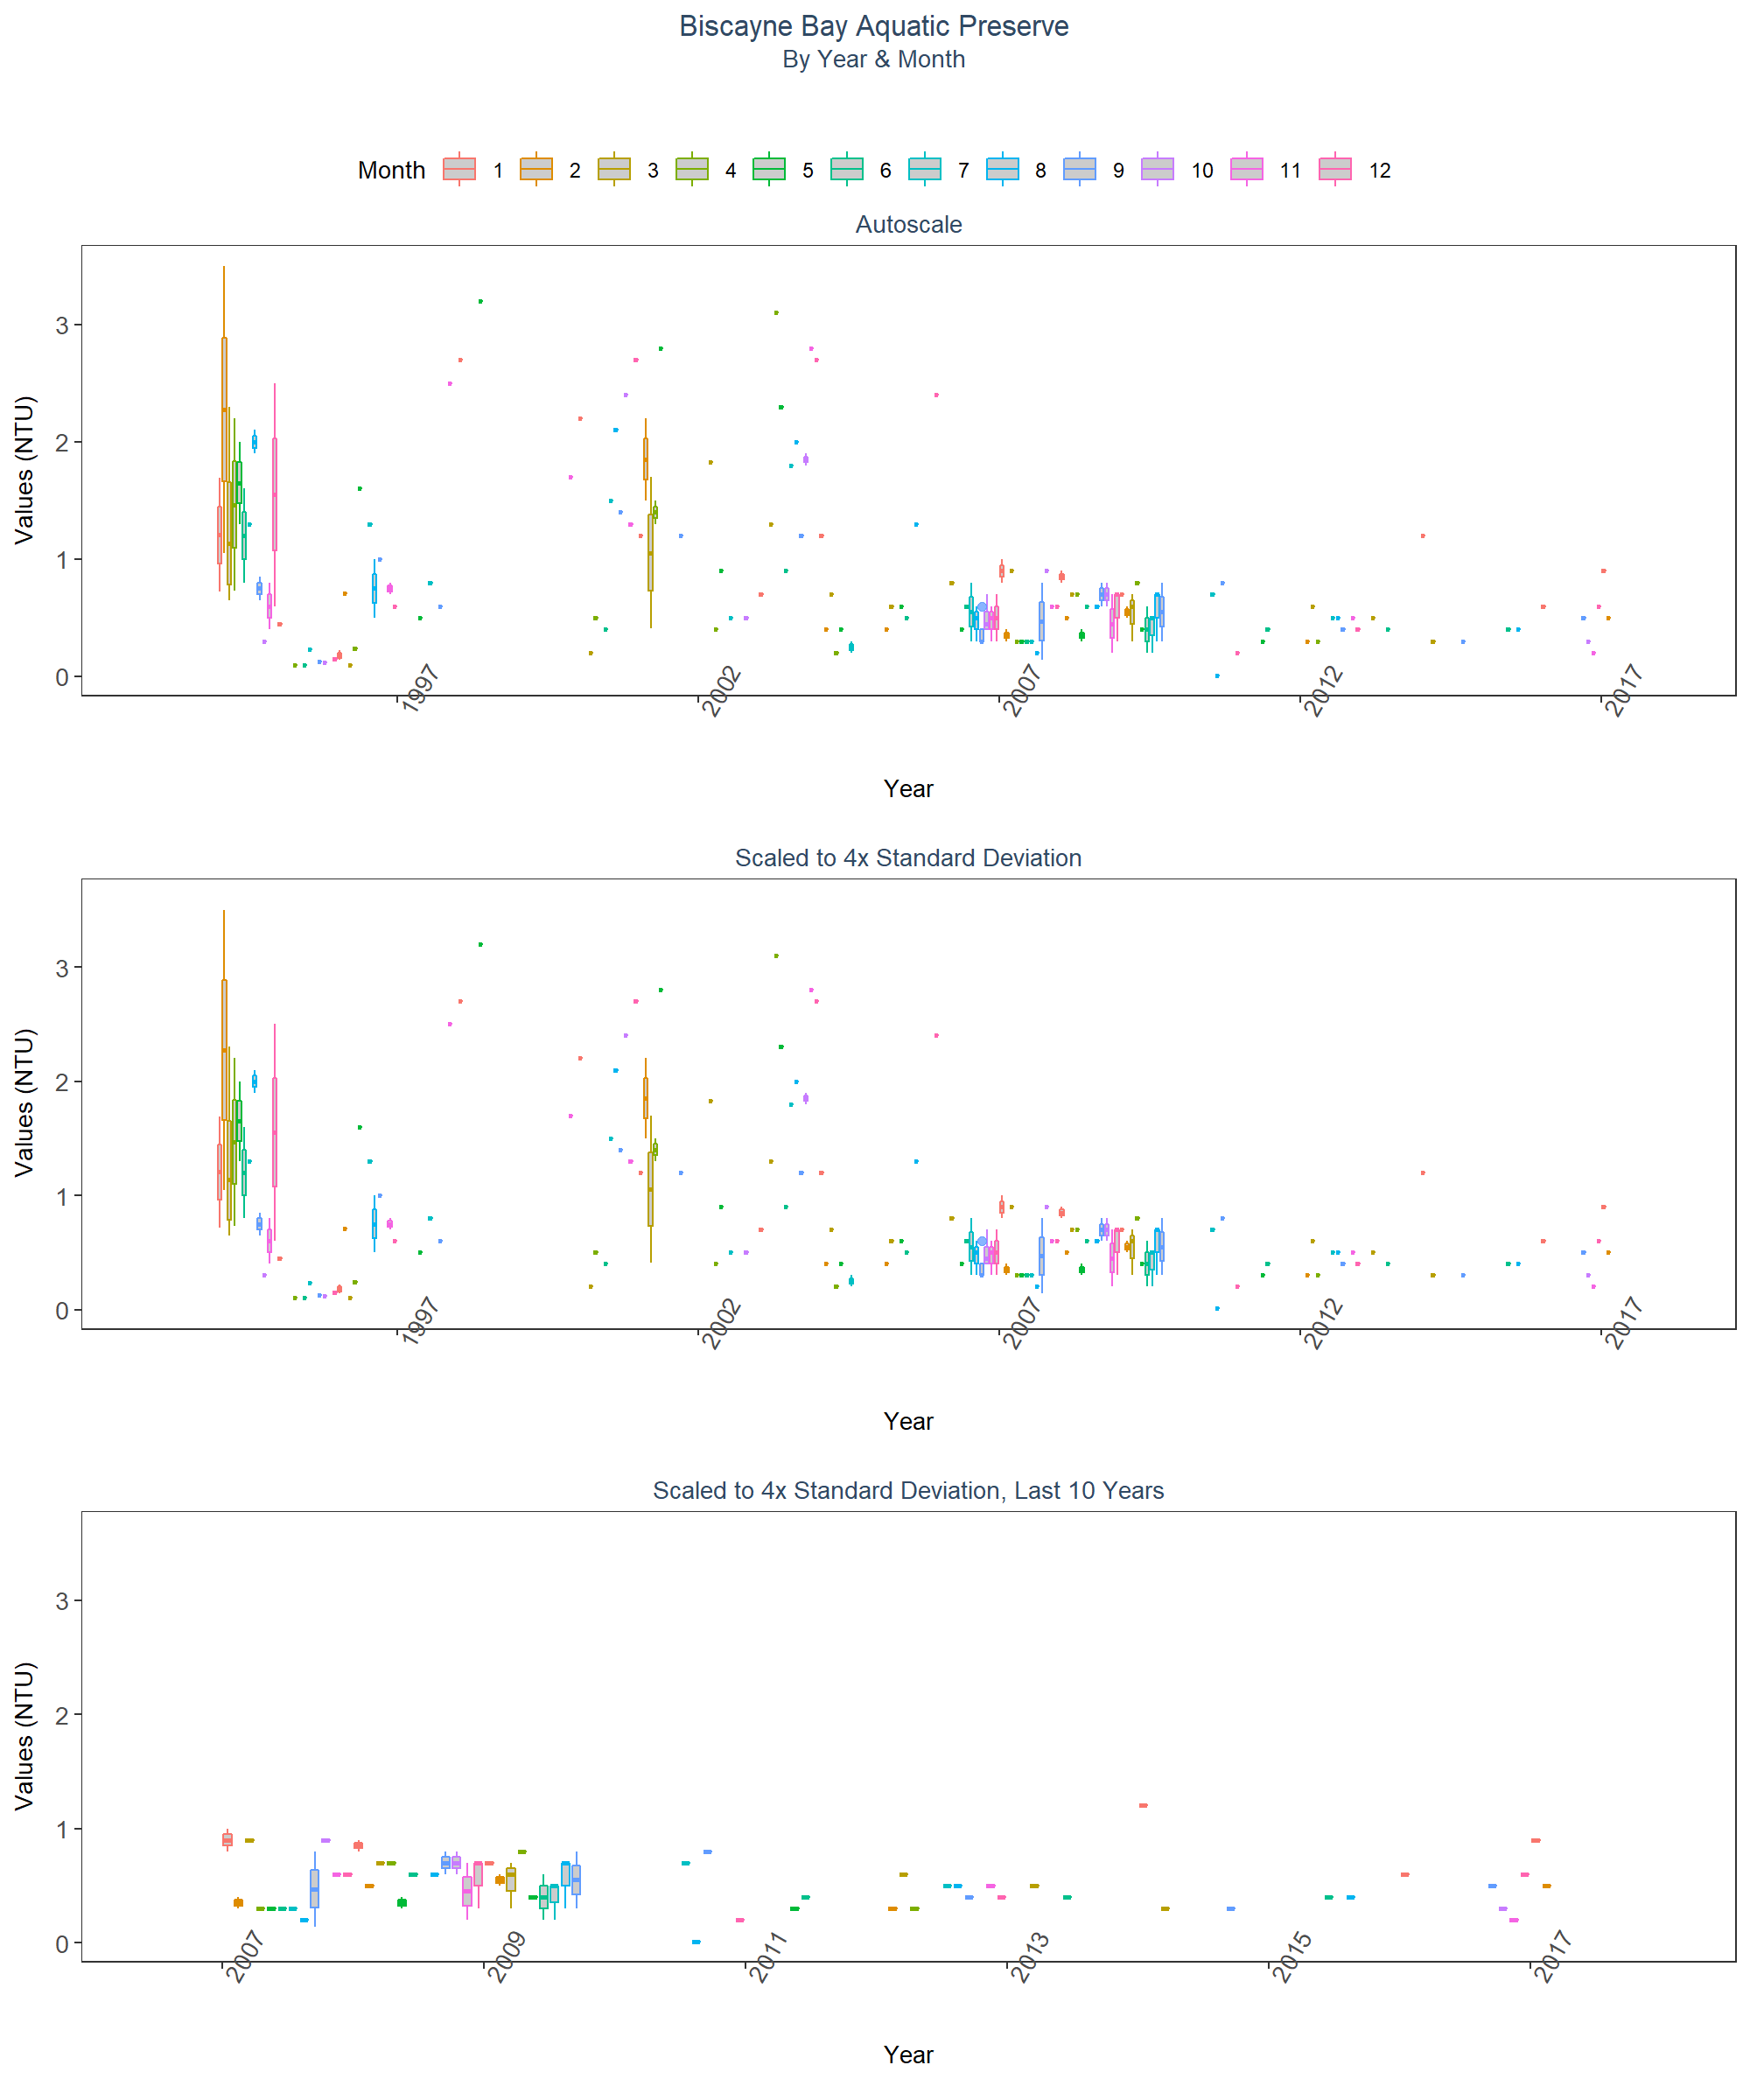 Biscayne Bay Aquatic Preserve
By Year & Month
Month 1 2 3 4 5 6 7 8 9 10 11 12
Autoscale
Values (NTU)
3
2
1
0
1997 2002 2007 2012 2017
Year
Scaled to 4x Standard Deviation
Values (NTU)
3
2
1
0
1997 2002 2007 2012 2017
Year
Scaled to 4x Standard Deviation, Last 10 Years
Values (NTU)
3
2
1
0
2007 2009 2011 2013 2015 2017
Year